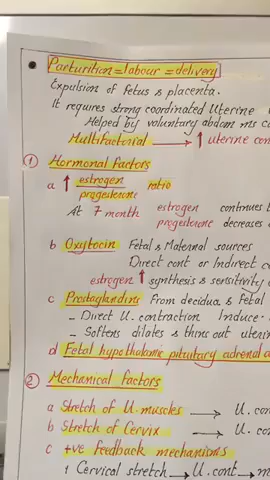 Parturition = labour = delivery
Expulsion of Fetus & placenta.
It requires strong coordinated Uterine
Helped by voluntary abdom ms
Multifactorial → ↑ uterine con
① Hormonal factors
a ↑ estrogen / progesterone ratio
At 7 month estrogen continues
progesterone decreases
b Oxytocin Fetal & Maternal sources
Direct cont or Indirect
estrogen ↑ synthesis & sensitivity
c Prostaglandins From decidua & Fetal
- Direct U. contraction Induce
- Softens dilates & thins out uteri
d Fetal hypothalamic pituitary adrenal a
② Mechanical factors
a Stretch of U. muscles → U. con
b Stretch of Cervix → U. co
c +ve feedback mechanisms
1 Cervical stretch → U. cont → m